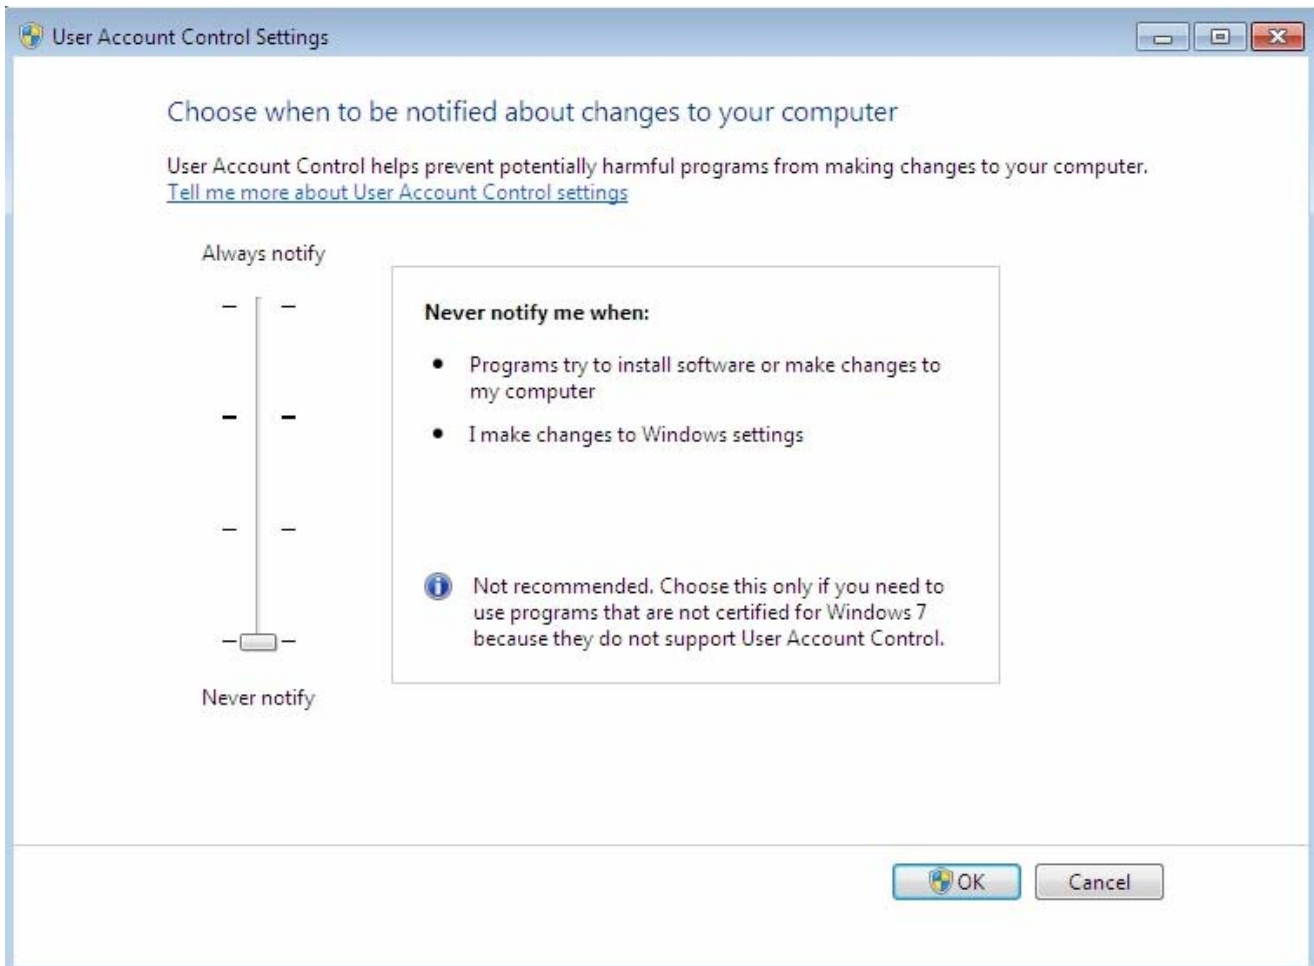 User Account Control Settings
Choose when to be notified about changes to your computer
User Account Control helps prevent potentially harmful programs from making changes to your computer.
Tell me more about User Account Control settings
Always notify
Never notify me when:
Programs try to install software or make changes to
my computer
I make changes to Windows settings
Not recommended. Choose this only if you need to
use programs that are not certified for Windows 7
because they do not support User Account Control.
Never notify
OK
Cancel